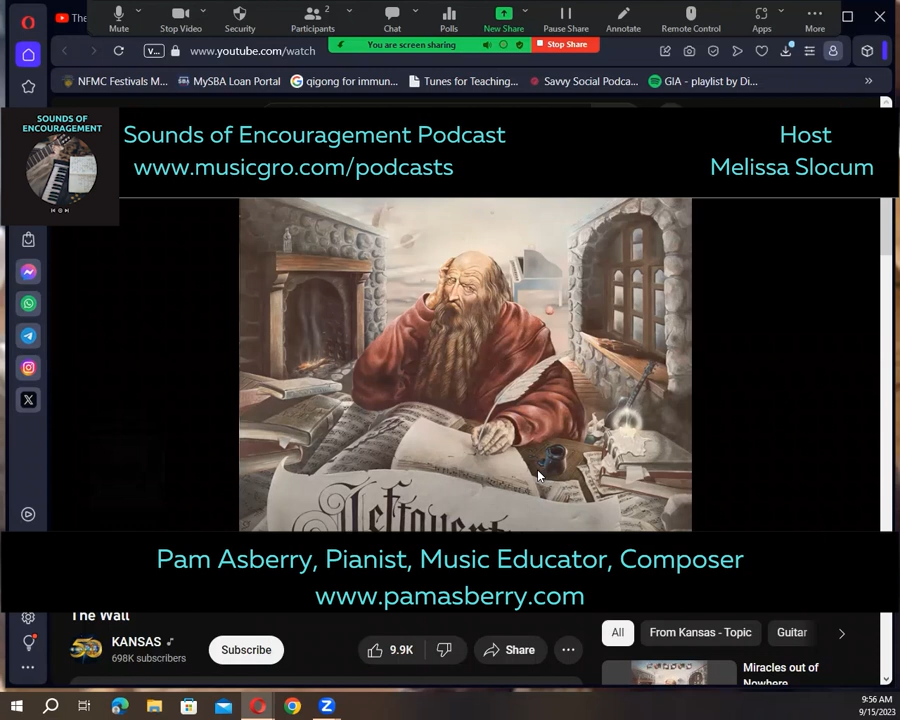 The
Mute
Stop Video
Security
Participants
2
Chat
Polls
New Share
Pause Share
Annotate
Remote Control
Apps
More
You are screen sharing
Stop Share
V...
www.youtube.com/watch
NFMC Festivals M...
MySBA Loan Portal
qigong for immun...
Tunes for Teaching...
Savvy Social Podca...
GIA - playlist by Di...
SOUNDS OF
ENCOURAGEMENT
Sounds of Encouragement Podcast
www.musicgro.com/podcasts
Host
Melissa Slocum
Leftovert
Pam Asberry, Pianist, Music Educator, Composer
www.pamasberry.com
The Wall
KANSAS
698K subscribers
Subscribe
9.9K
Share
All
From Kansas - Topic
Guitar
Miracles out of
Nowhere
9:56 AM
9/15/2023